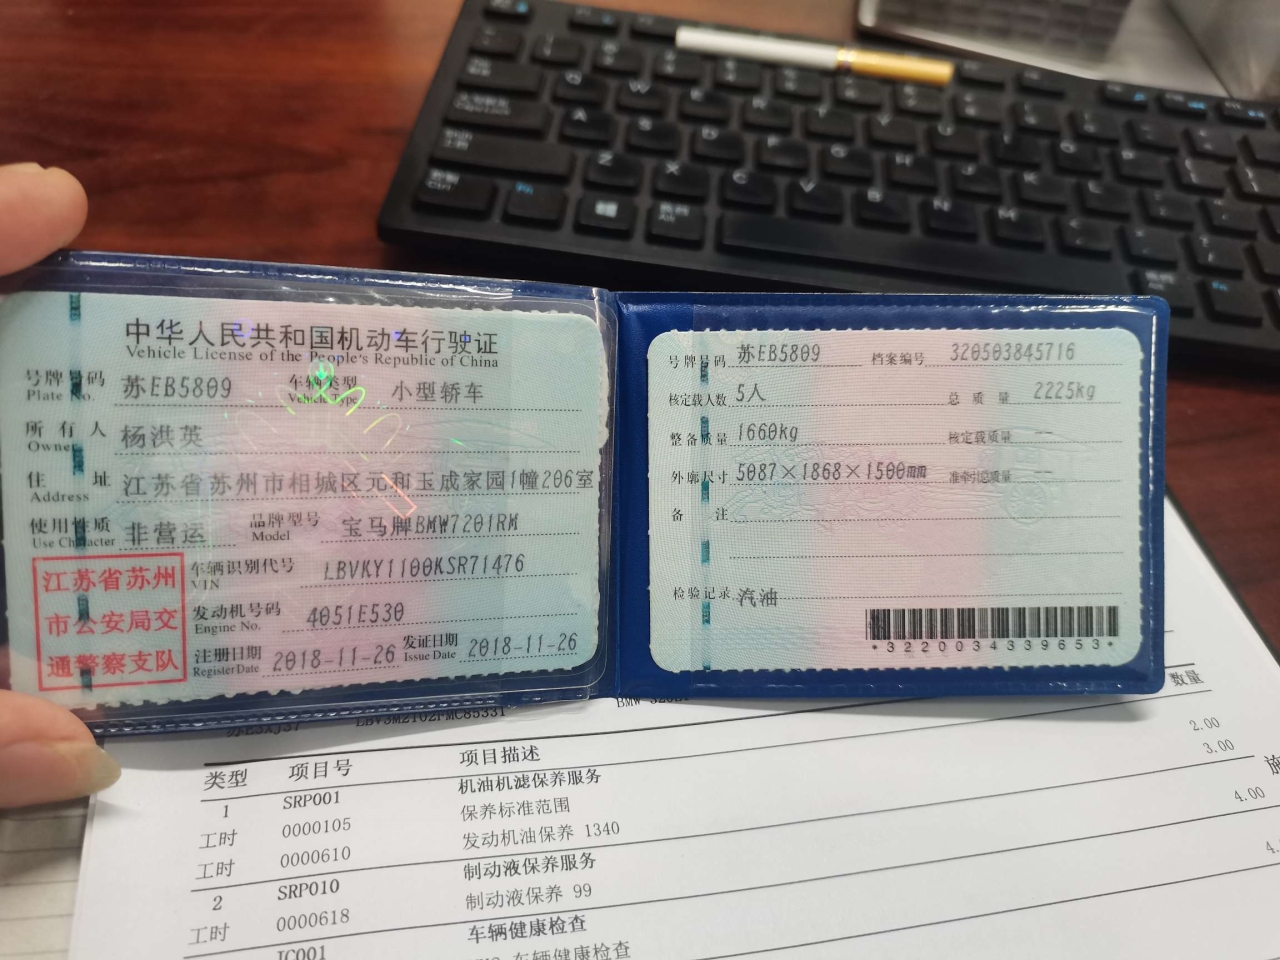 中华人民共和国机动车行驶证
Vehicle License of the People's Republic of China
号牌号码 苏EB5809 车辆类型 小型轿车
Plate No. Vehicle Type
所有人 杨洪英
Owner
住址 江苏省苏州市相城区元和玉成家园1幢206室
Address
使用性质 非营运 品牌型号 宝马牌BMW7201RM
Use Character Model
江苏省苏州
市公安局交
通警察支队
车辆识别代号 LBVKY1100KSR71476
VIN
发动机号码 4051E530
Engine No.
注册日期 2018-11-26 发证日期 2018-11-26
Register Date Issue Date
号牌号码 苏EB5809 档案编号 320503845716
核定载人数 5人 总质量 2225kg
整备质量 1660kg 核定载质量 --
外廓尺寸 5087×1868×1500mm 准牵引总质量 --
备注
检验记录 汽油
*3220034339653*
数量
类型 项目号 项目描述
1 SRP001 机油机滤保养服务 2.00
工时 0000105 保养标准范围 3.00
工时 0000610 发动机油保养 1340
2 SRP010 制动液保养服务 4.00
工时 0000618 制动液保养 99
车辆健康检查
车辆健康检查
Q W E R
A S D F G H J K L
Z X C V B N M
Ctrl Fn Alt